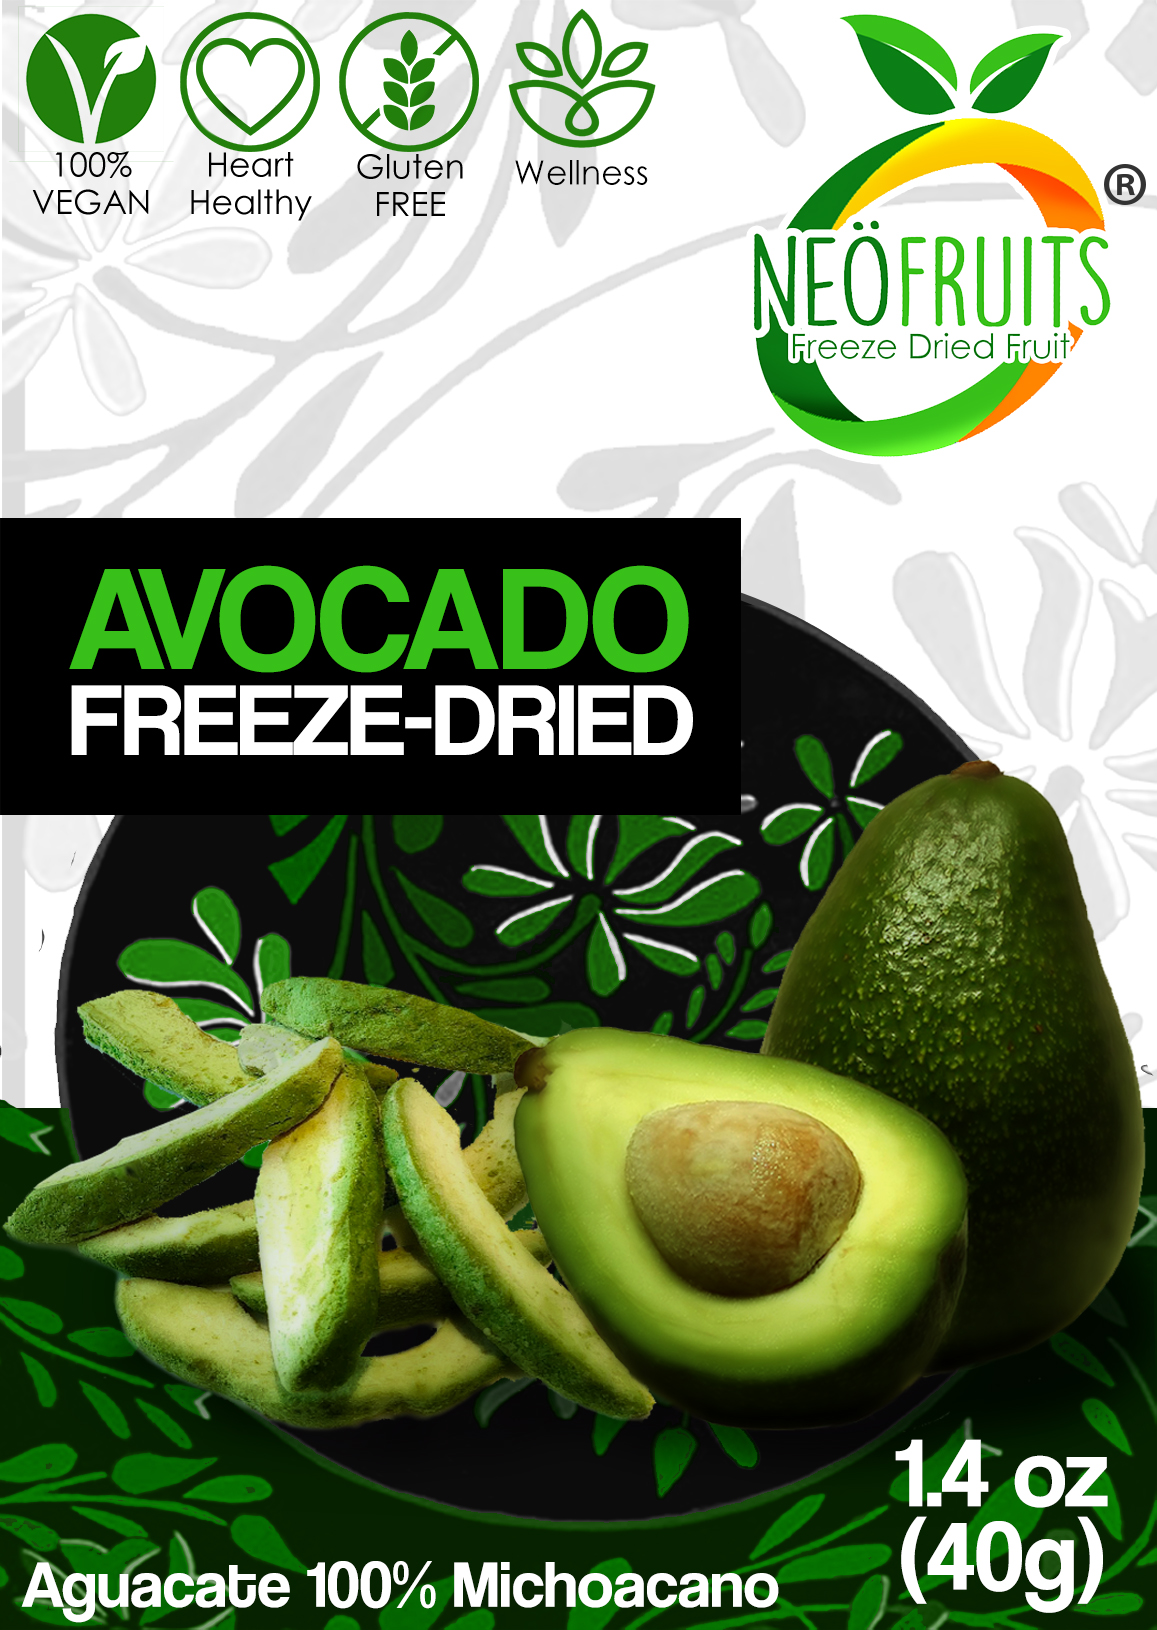 100%
VEGAN
Heart
Healthy
Gluten
FREE
Wellness
®
NEÖFRUITS
Freeze Dried Fruit
AVOCADO
FREEZE-DRIED
1.4 oz
(40g)
Aguacate 100% Michoacano